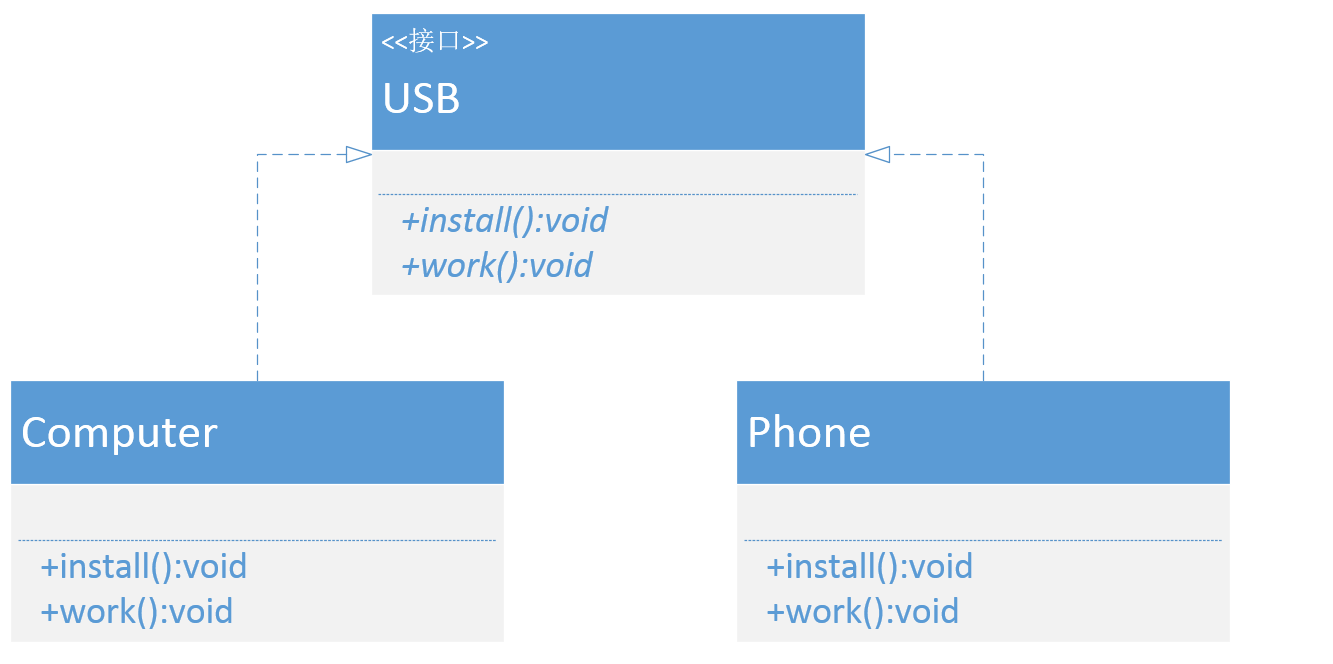 <<接口>>
USB
+install():void
+work():void
Computer
+install():void
+work():void
Phone
+install():void
+work():void